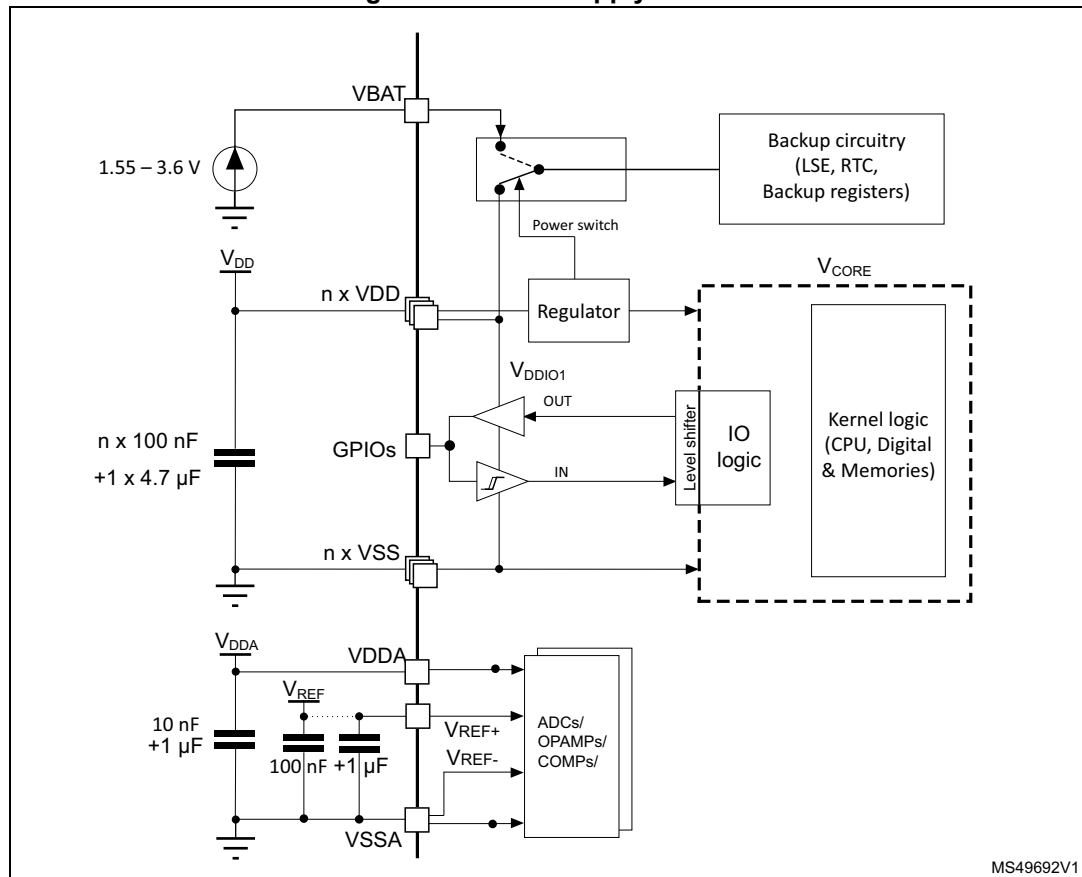 VBAT
1.55 – 3.6 V
Backup circuitry
(LSE, RTC,
Backup registers)
Power switch
VDD
n x VDD
Regulator
VCORE
VDDIO1
OUT
GPIOs
IN
Level shifter
IO
logic
Kernel logic
(CPU, Digital
& Memories)
n x 100 nF
+1 x 4.7 μF
n x VSS
VDDA
VDDA
VREF
10 nF
+1 μF
100 nF
+1 μF
VREF+
VREF-
ADCs/
OPAMPs/
COMPs/
VSSA
MS49692V1